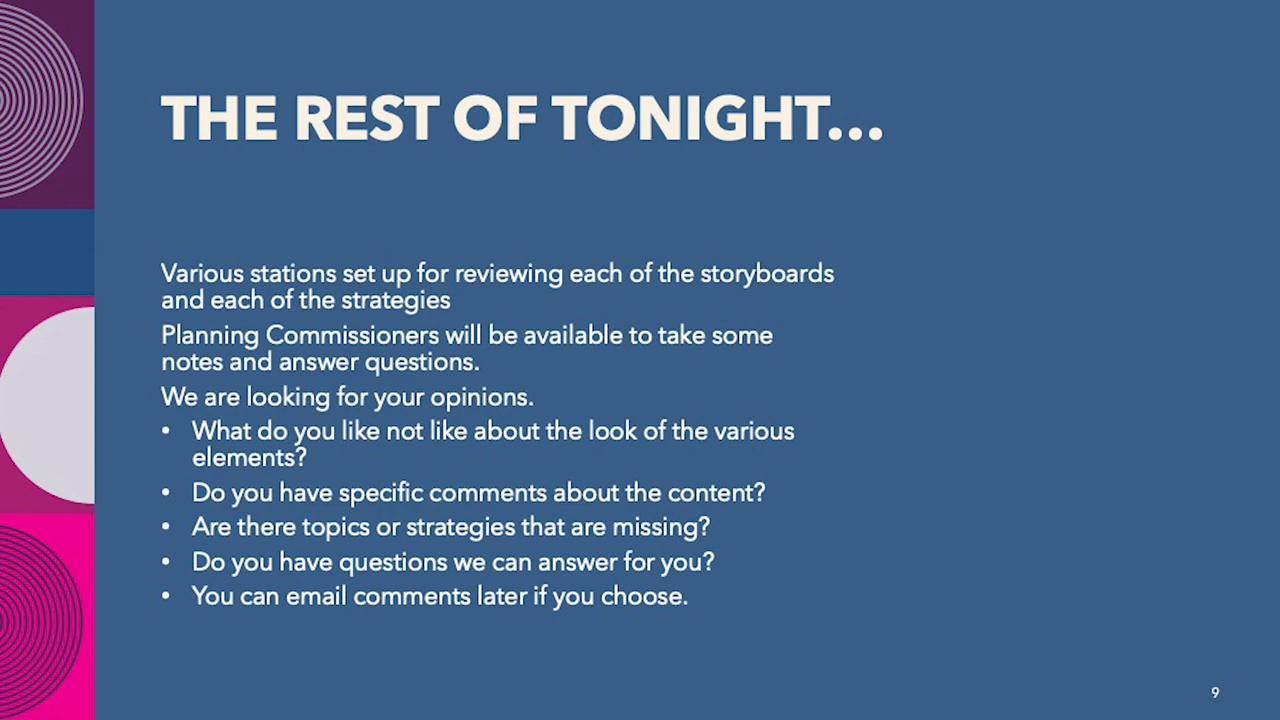 THE REST OF TONIGHT...
Various stations set up for reviewing each of the storyboards
and each of the strategies
Planning Commissioners will be available to take some
notes and answer questions.
We are looking for your opinions.
• What do you like not like about the look of the various
elements?
• Do you have specific comments about the content?
• Are there topics or strategies that are missing?
• Do you have questions we can answer for you?
• You can email comments later if you choose.
9